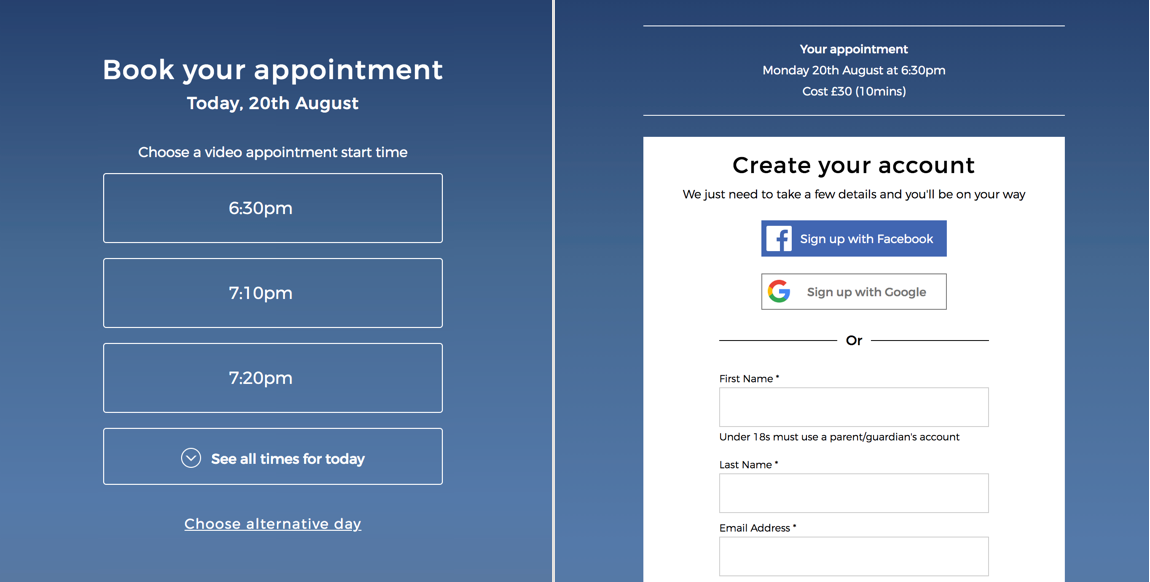 Book your appointment
Today, 20th August
Choose a video appointment start time
6:30pm
7:10pm
7:20pm
See all times for today
Choose alternative day
Your appointment
Monday 20th August at 6:30pm
Cost £30 (10mins)
Create your account
We just need to take a few details and you'll be on your way
Sign up with Facebook
Sign up with Google
Or
First Name *
Under 18s must use a parent/guardian's account
Last Name *
Email Address *